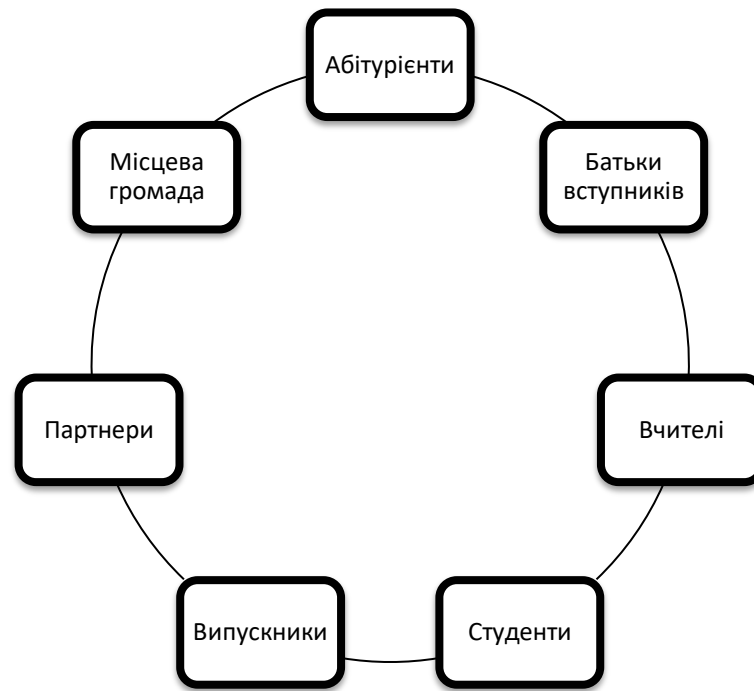 Абітурієнти
Батьки
вступників
Вчителі
Студенти
Випускники
Партнери
Місцева
громада